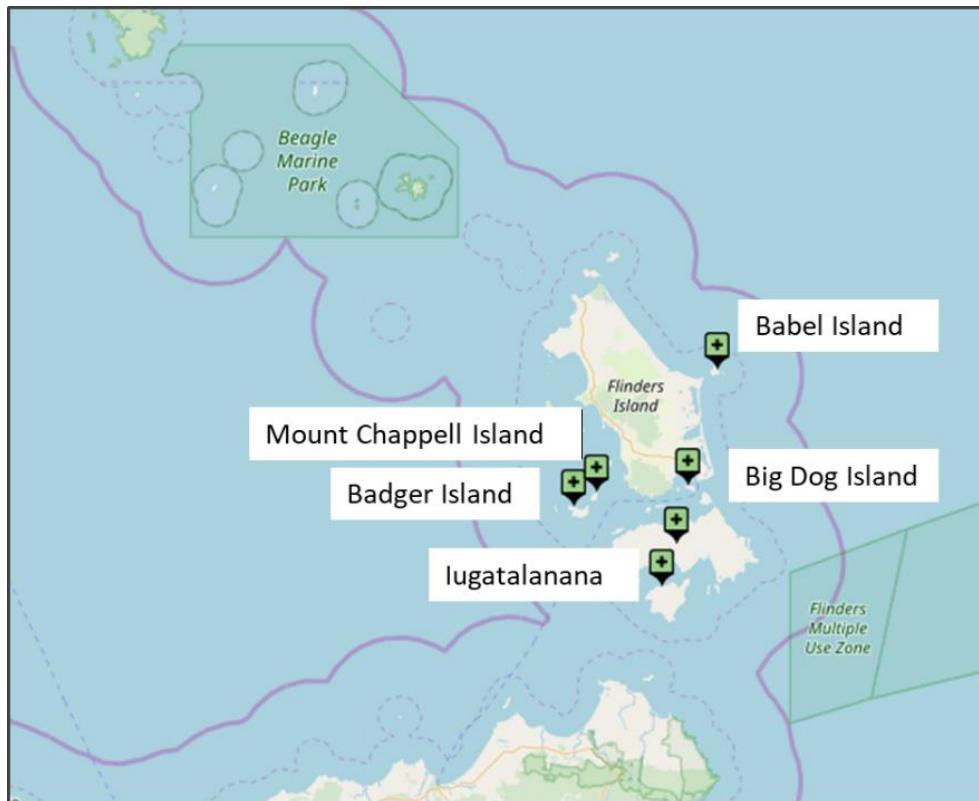 Beagle
Marine
Park
Babel Island
Flinders
Island
Mount Chappell Island
Badger Island
Big Dog Island
lugatalanana
Flinders
Multiple
Use Zone